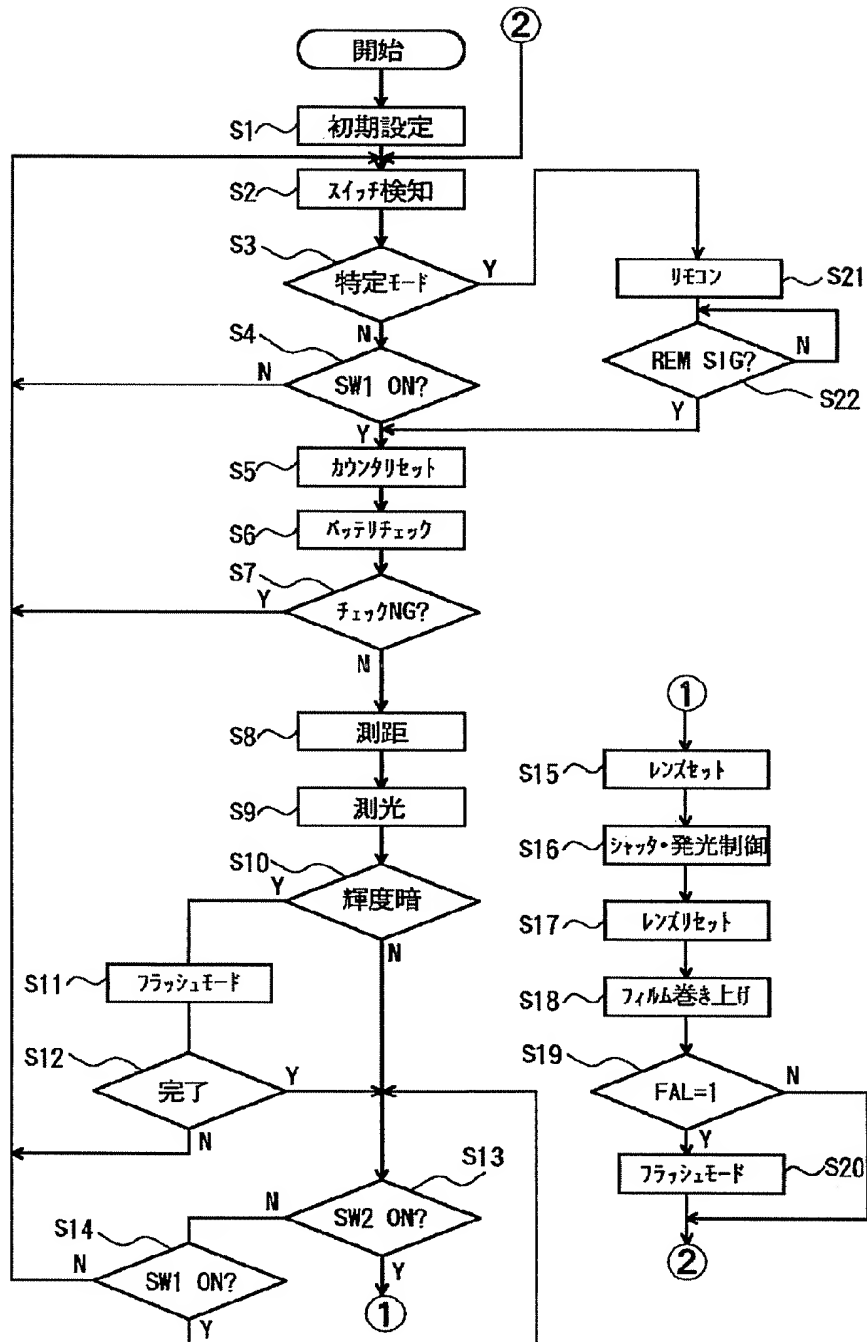 開始
②
S1
初期設定
S2
スイッチ検知
S3
特定モード
Y
N
リモコン
S21
S4
SW1 ON?
N
Y
REM SIG?
N
S22
Y
S5
カウンタリセット
S6
バッテリチェック
S7
チェックNG?
Y
N
S8
測距
S9
測光
S10
輝度暗
Y
N
S11
フラッシュモード
S12
完了
Y
N
S13
SW2 ON?
N
Y
①
S14
SW1 ON?
N
Y
①
S15
レンズセット
S16
シャッタ・発光制御
S17
レンズリセット
S18
フィルム巻き上げ
S19
FAL=1
N
Y
フラッシュモード
S20
②